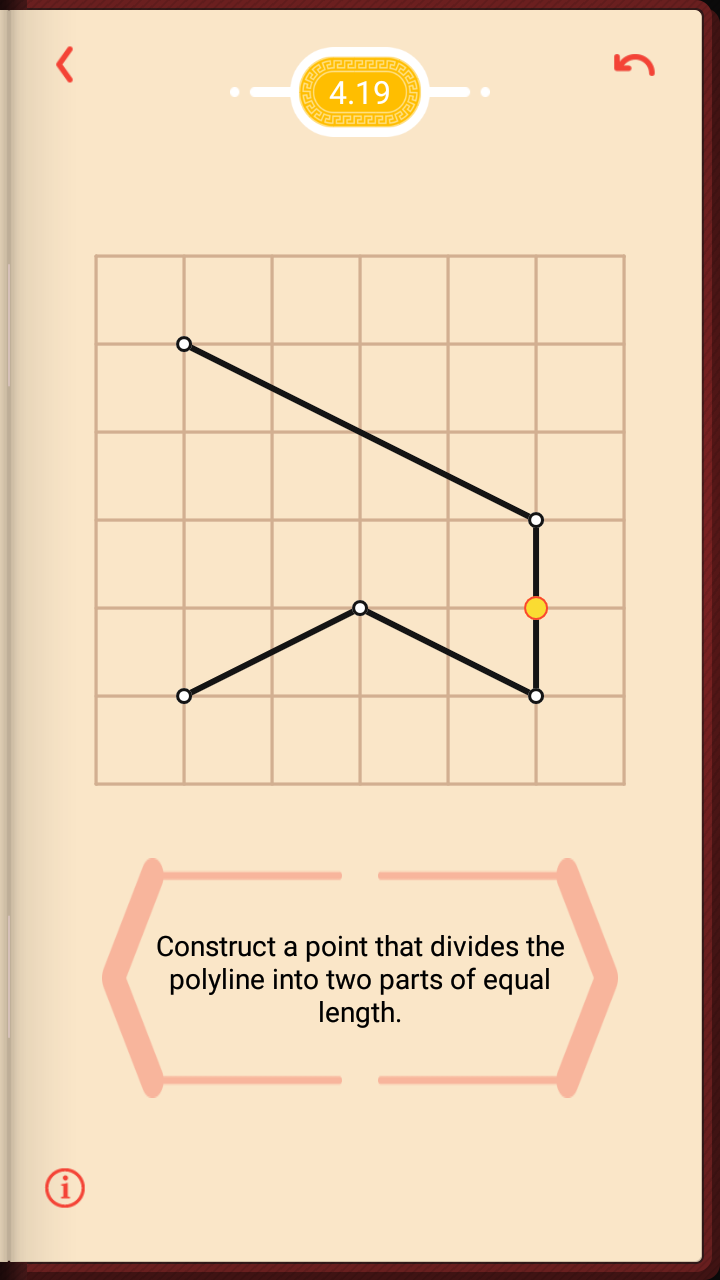 4.19
Construct a point that divides the
polyline into two parts of equal
length.
i